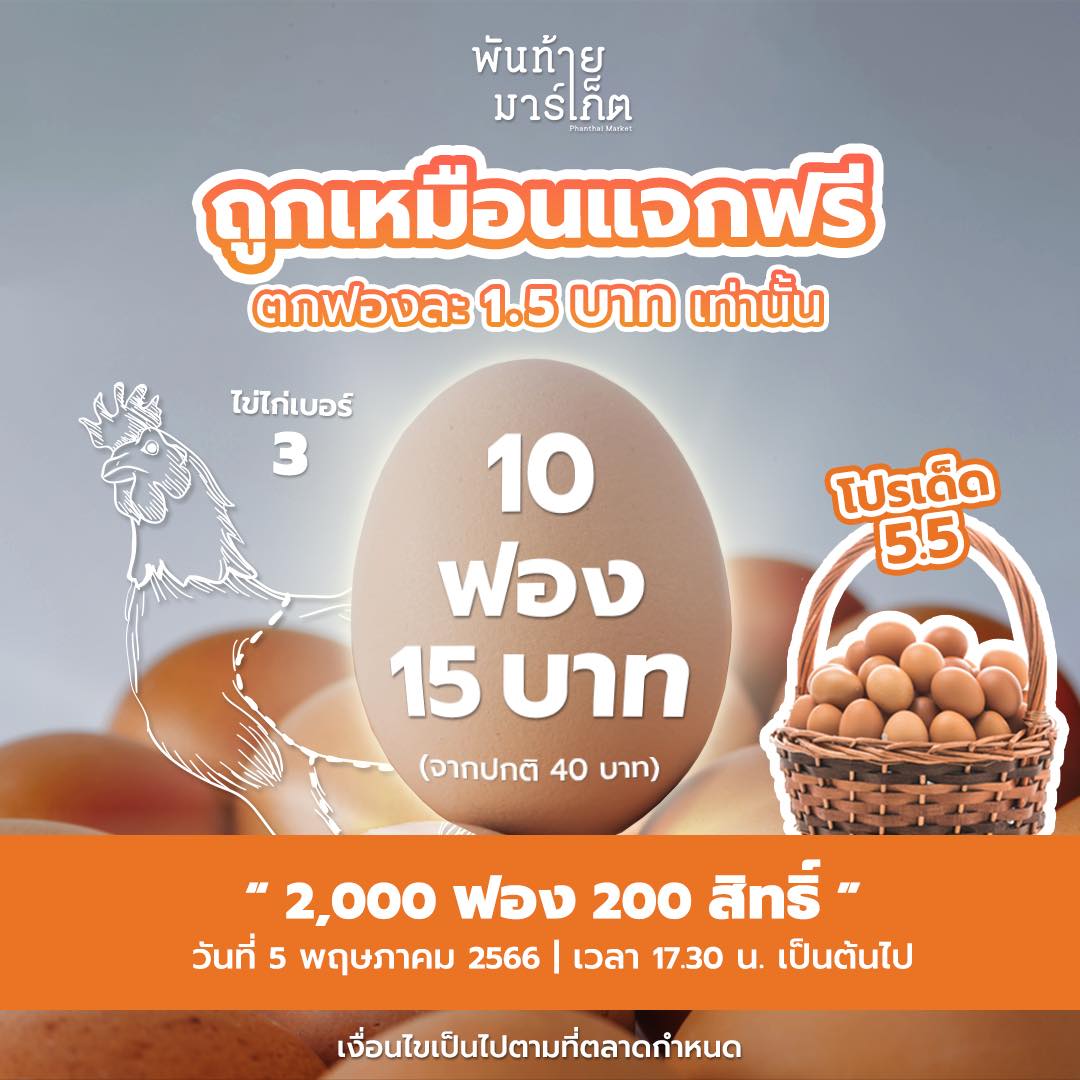 พันท้าย
มาร์เก็ต
Phanthai Market
ถูกเหมือนแจกฟรี
ตกฟองละ 1.5 บาท เท่านั้น
ไข่ไก่เบอร์
3
10
ฟอง
15 บาท
(จากปกติ 40 บาท)
โปรเด็ด
5.5
“ 2,000 ฟอง 200 สิทธิ์ ”
วันที่ 5 พฤษภาคม 2566 | เวลา 17.30 น. เป็นต้นไป
เงื่อนไขเป็นไปตามที่ตลาดกำหนด